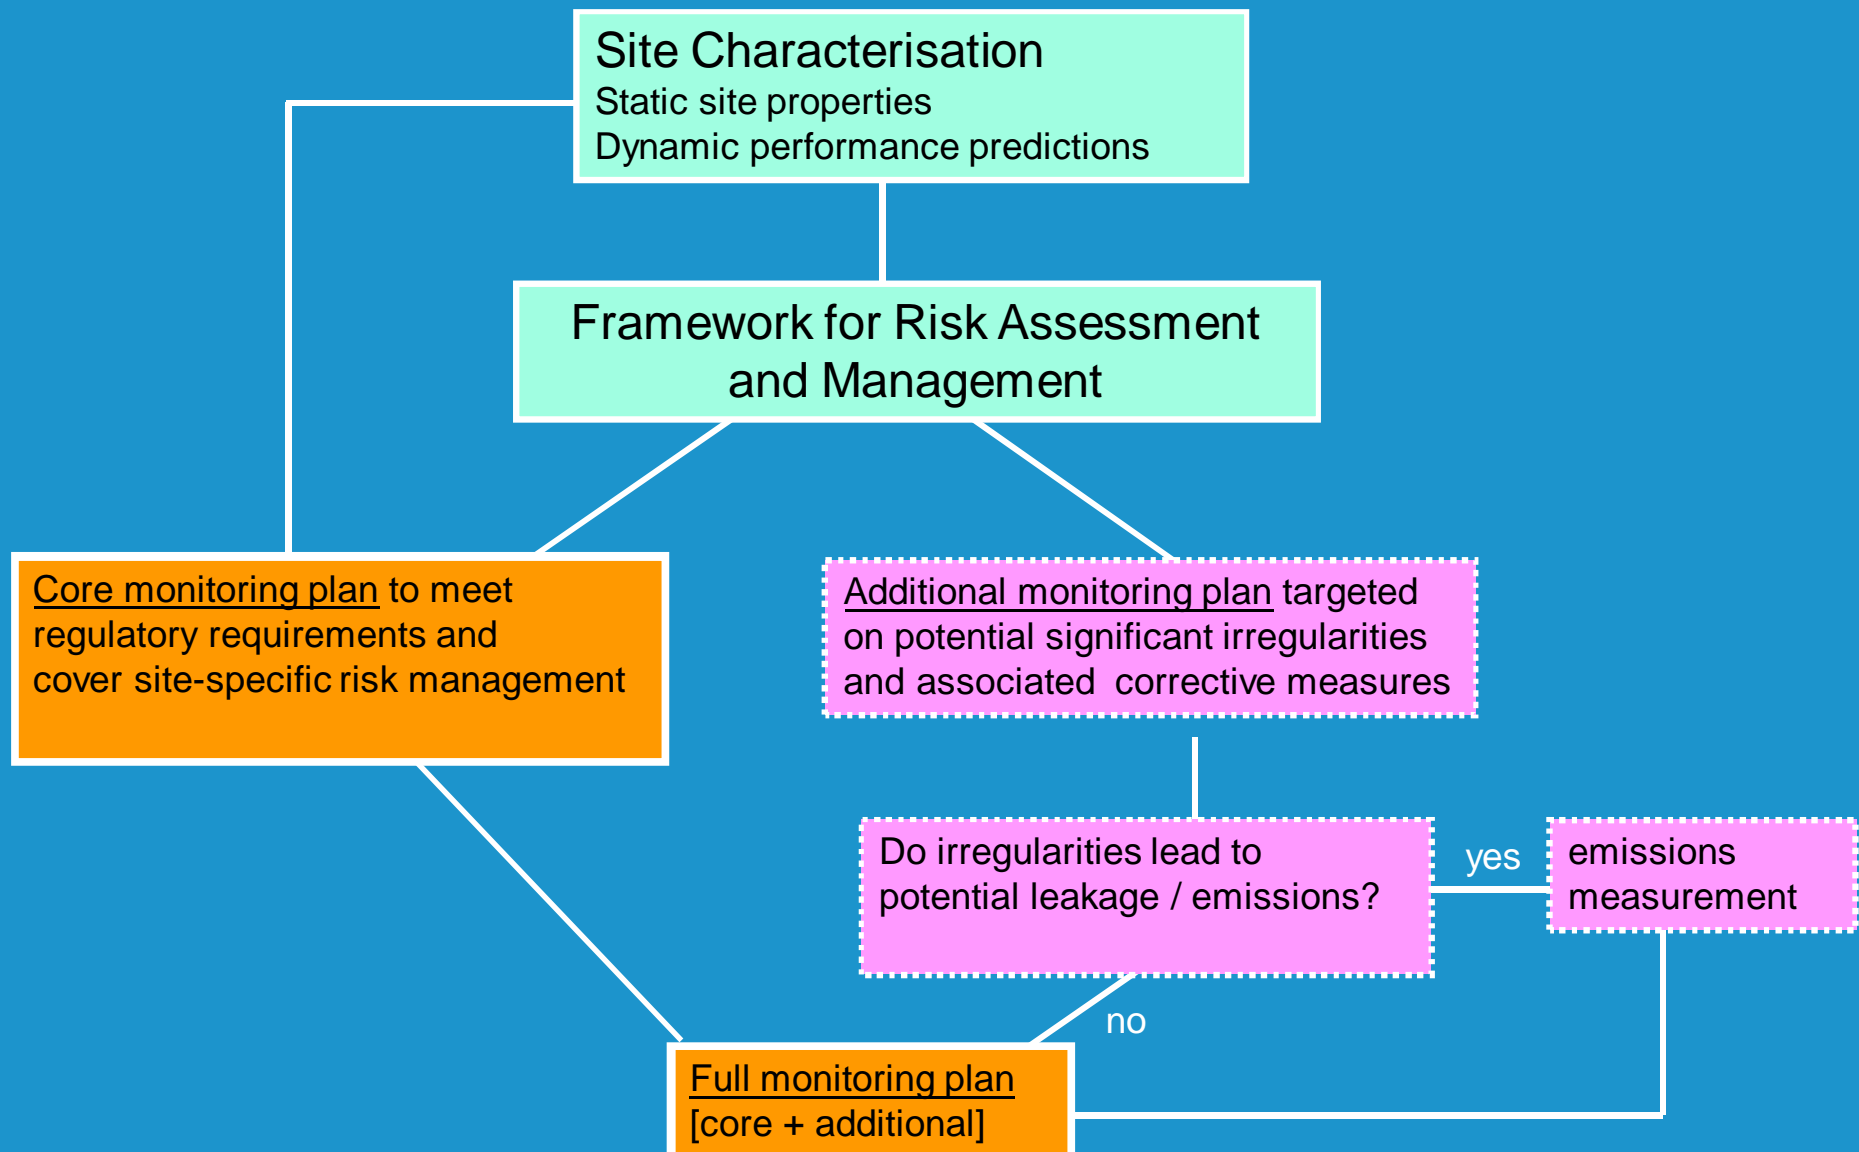 Site Characterisation
Static site properties
Dynamic performance predictions
Framework for Risk Assessment
and Management
Core monitoring plan to meet
regulatory requirements and
cover site-specific risk management
Additional monitoring plan targeted
on potential significant irregularities
and associated corrective measures
Do irregularities lead to
potential leakage / emissions?
yes
emissions
measurement
no
Full monitoring plan
[core + additional]